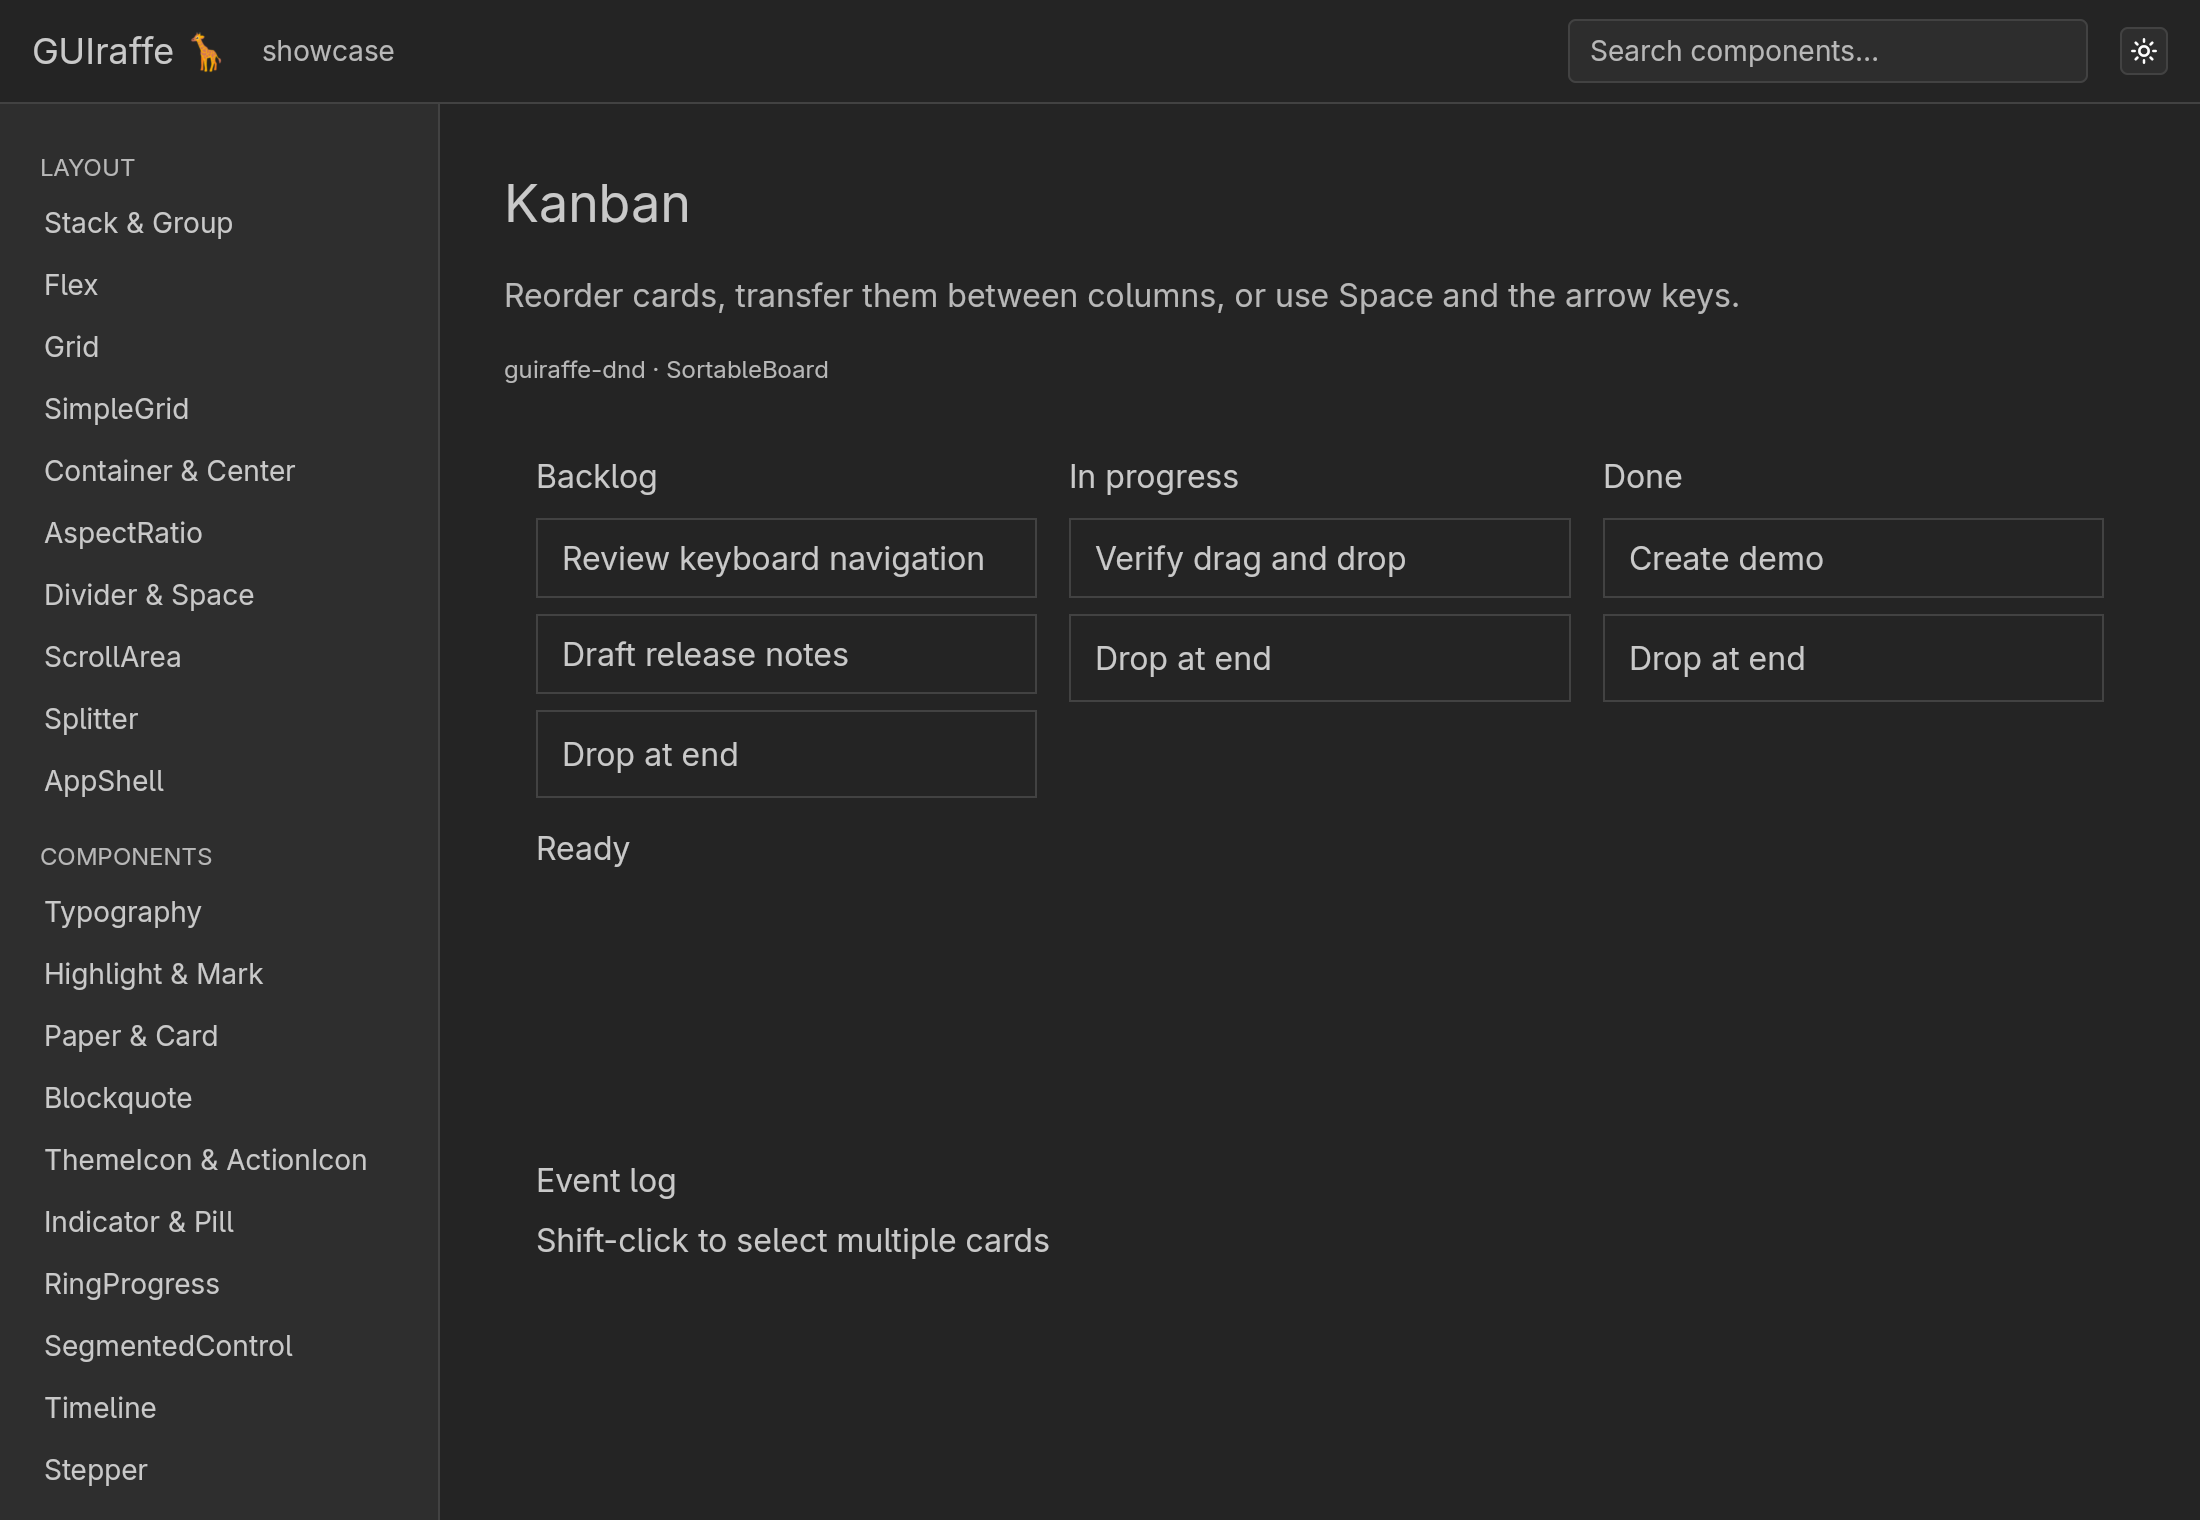 GUIraffe 🦒 showcase
Search components...
LAYOUT
Stack & Group
Flex
Grid
SimpleGrid
Container & Center
AspectRatio
Divider & Space
ScrollArea
Splitter
AppShell
COMPONENTS
Typography
Highlight & Mark
Paper & Card
Blockquote
ThemeIcon & ActionIcon
Indicator & Pill
RingProgress
SegmentedControl
Timeline
Stepper
Kanban
Reorder cards, transfer them between columns, or use Space and the arrow keys.
guiraffe-dnd · SortableBoard
Backlog
Review keyboard navigation
Draft release notes
Drop at end
In progress
Verify drag and drop
Drop at end
Done
Create demo
Drop at end
Ready
Event log
Shift-click to select multiple cards